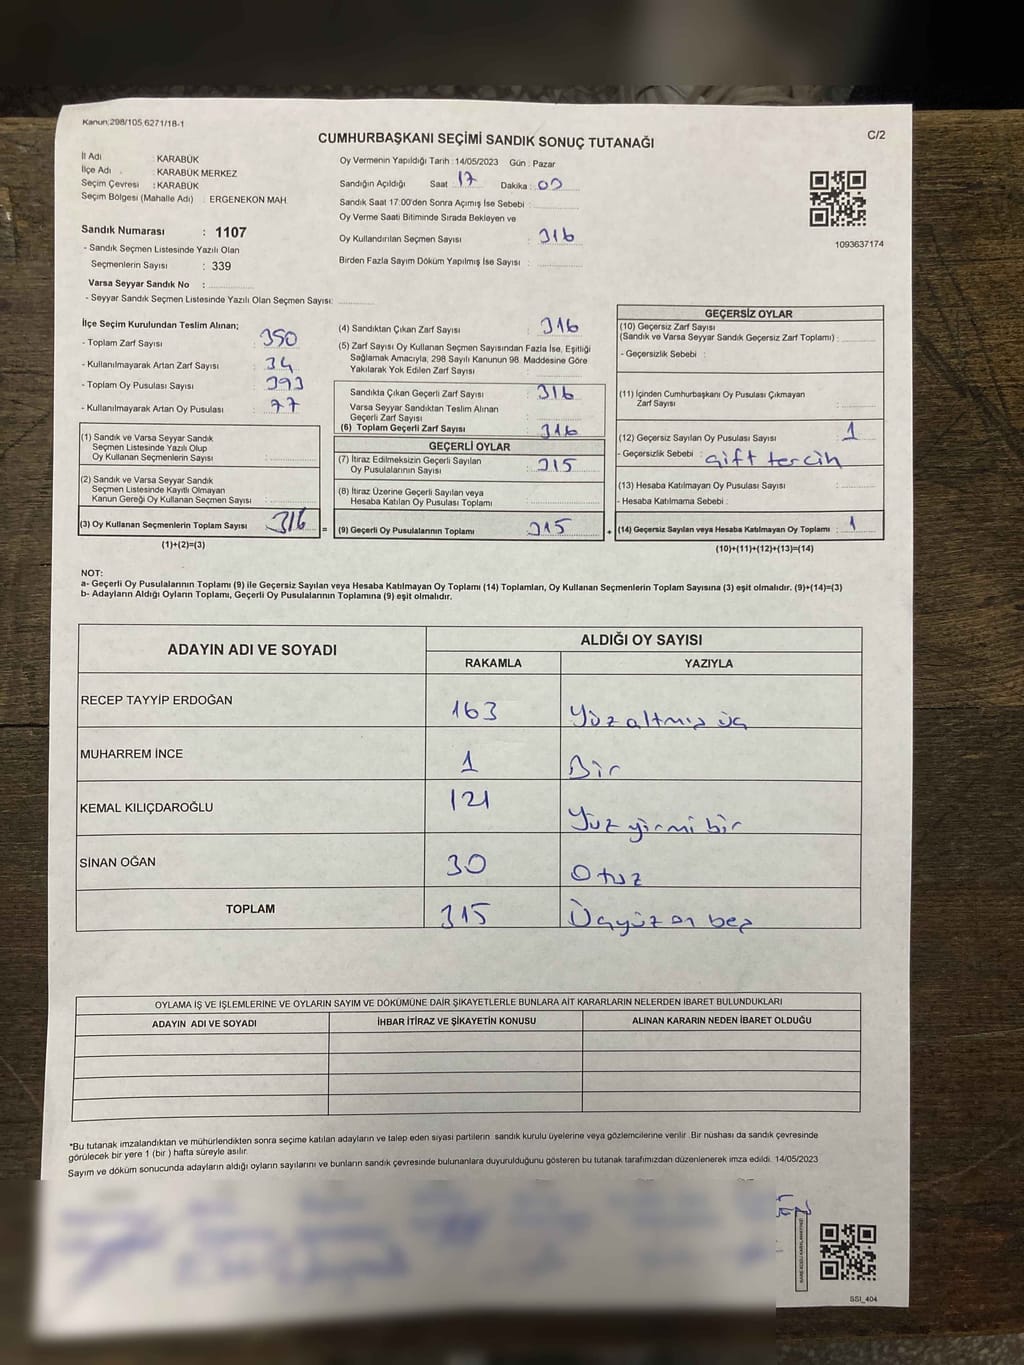 Kanun:298/105,6271/18-1
C/2
CUMHURBAŞKANI SEÇİMİ SANDIK SONUÇ TUTANAĞI
İl Adı : KARABÜK
İlçe Adı : KARABÜK MERKEZ
Seçim Çevresi : KARABÜK
Seçim Bölgesi (Mahalle Adı) : ERGENEKON MAH
Sandık Numarası : 1107
- Sandık Seçmen Listesinde Yazılı Olan
Seçmenlerin Sayısı : 339
Varsa Seyyar Sandık No :
- Seyyar Sandık Seçmen Listesinde Yazılı Olan Seçmen Sayısı:
Oy Vermenin Yapıldığı Tarih : 14/05/2023 Gün : Pazar
Sandığın Açıldığı Saat : 17 Dakika : 00
Sandık Saat 17:00'den Sonra Açımış İse Sebebi :
Oy Verme Saati Bitiminde Sırada Bekleyen ve
Oy Kullandırılan Seçmen Sayısı : 316
Birden Fazla Sayım Döküm Yapılmış İse Sayısı :
1093637174
İlçe Seçim Kurulundan Teslim Alınan;
- Toplam Zarf Sayısı : 350
- Kullanılmayarak Artan Zarf Sayısı : 34
- Toplam Oy Pusulası Sayısı : 393
- Kullanılmayarak Artan Oy Pusulası : 77
(1) Sandık ve Varsa Seyyar Sandık
Seçmen Listesinde Yazılı Olup
Oy Kullanan Seçmenlerin Sayısı :
(2) Sandık ve Varsa Seyyar Sandık
Seçmen Listesinde Kayıtlı Olmayan
Kanun Gereği Oy Kullanan Seçmen Sayısı :
(3) Oy Kullanan Seçmenlerin Toplam Sayısı : 316 =
(1)+(2)=(3)
(4) Sandıktan Çıkan Zarf Sayısı : 316
(5) Zarf Sayısı Oy Kullanan Seçmen Sayısından Fazla İse, Eşitliği
Sağlamak Amacıyla, 298 Sayılı Kanunun 98. Maddesine Göre
Yakılarak Yok Edilen Zarf Sayısı :
Sandıkta Çıkan Geçerli Zarf Sayısı : 316
Varsa Seyyar Sandıktan Teslim Alınan
Geçerli Zarf Sayısı :
(6) Toplam Geçerli Zarf Sayısı : 316
GEÇERLİ OYLAR
(7) İtiraz Edilmeksizin Geçerli Sayılan
Oy Pusulalarının Sayısı : 315
(8) İtiraz Üzerine Geçerli Sayılan veya
Hesaba Katılan Oy Pusulası Toplamı :
(9) Geçerli Oy Pusulalarının Toplamı : 315 +
GEÇERSİZ OYLAR
(10) Geçersiz Zarf Sayısı
(Sandık ve Varsa Seyyar Sandık Geçersiz Zarf Toplamı) :
- Geçersizlik Sebebi :
(11) İçinden Cumhurbaşkanı Oy Pusulası Çıkmayan
Zarf Sayısı :
(12) Geçersiz Sayılan Oy Pusulası Sayısı : 1
- Geçersizlik Sebebi : Çift tercih
(13) Hesaba Katılmayan Oy Pusulası Sayısı :
- Hesaba Katılmama Sebebi :
(14) Geçersiz Sayılan veya Hesaba Katılmayan Oy Toplamı : 1
(10)+(11)+(12)+(13)=(14)
NOT:
a- Geçerli Oy Pusulalarının Toplamı (9) ile Geçersiz Sayılan veya Hesaba Katılmayan Oy Toplamı (14) Toplamları, Oy Kullanan Seçmenlerin Toplam Sayısına (3) eşit olmalıdır. (9)+(14)=(3)
b- Adayların Aldığı Oyların Toplamı, Geçerli Oy Pusulalarının Toplamına (9) eşit olmalıdır.
ADAYIN ADI VE SOYADI
ALDIĞI OY SAYISI
RAKAMLA YAZIYLA
RECEP TAYYİP ERDOĞAN 163 Yüz altmış üç
MUHARREM İNCE 1 Bir
KEMAL KILIÇDAROĞLU 121 Yüz yirmi bir
SİNAN OĞAN 30 Otuz
TOPLAM 315 Üçyüz on beş
OYLAMA İŞ VE İŞLEMLERİNE VE OYLARIN SAYIM VE DÖKÜMÜNE DAİR ŞİKAYETLERLE BUNLARA AİT KARARLARIN NELERDEN İBARET BULUNDUKLARI
ADAYIN ADI VE SOYADI İHBAR İTİRAZ VE ŞİKAYETİN KONUSU ALINAN KARARIN NEDEN İBARET OLDUĞU
*Bu tutanak imzalandıktan ve mühürlendikten sonra seçime katılan adayların ve talep eden siyasi partilerin sandık kurulu üyelerine veya gözlemcilerine verilir. Bir nüshası da sandık çevresinde
görülecek bir yere 1 (bir) hafta süreyle asılır.
Sayım ve döküm sonucunda adayların aldığı oyların sayılarını ve bunların sandık çevresinde bulunanlara duyurulduğunu gösteren bu tutanak tarafımızdan düzenlenerek imza edildi. 14/05/2023
SSI_404